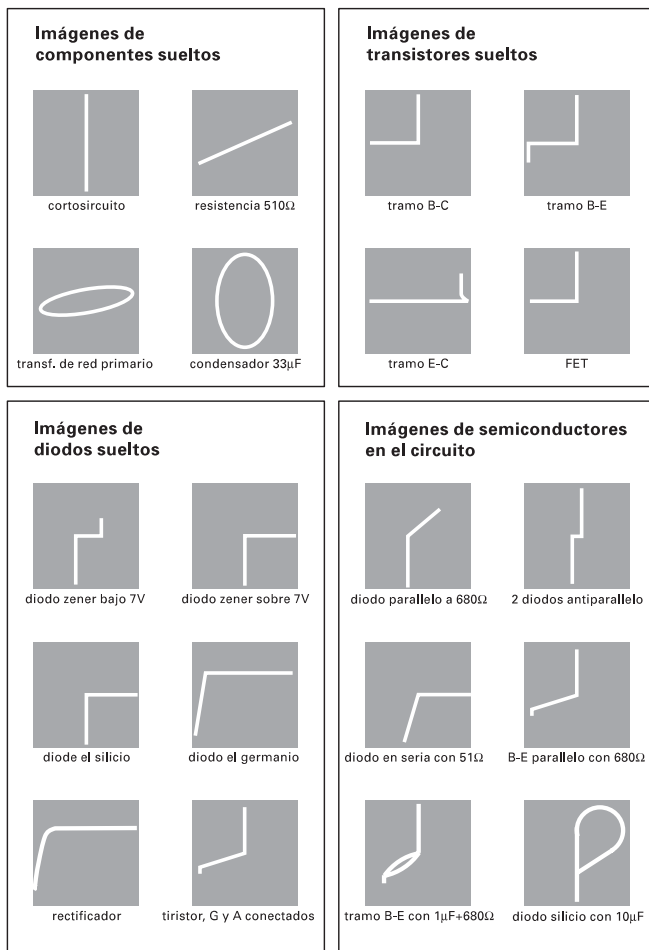 Imágenes de
componentes sueltos
cortosircuito
resistencia 510Ω
transf. de red primario
condensador 33µF
Imágenes de
transistores sueltos
tramo B-C
tramo B-E
tramo E-C
FET
Imágenes de
diodos sueltos
diodo zener bajo 7V
diodo zener sobre 7V
diode el silicio
diodo el germanio
rectificador
tiristor, G y A conectados
Imágenes de semiconductores
en el circuito
diodo parallelo a 680Ω
2 diodos antiparallelo
diodo en seria con 51Ω
B-E parallelo con 680Ω
tramo B-E con 1µF+680Ω
diodo silicio con 10µF